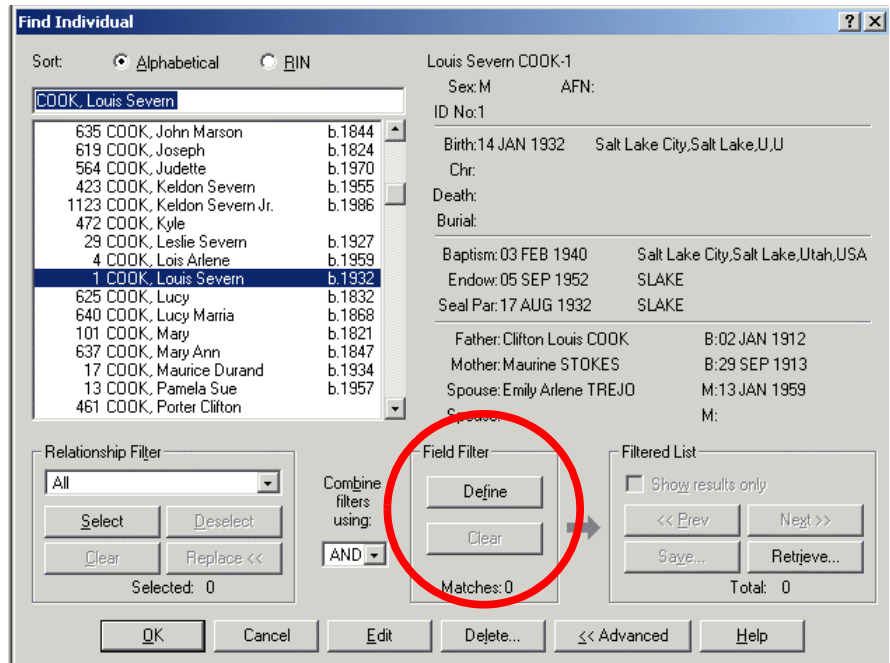 Find Individual
Sort: Alphabetical RIN
COOK, Louis Severn
635 COOK, John Marson b.1844
619 COOK, Joseph b.1824
564 COOK, Judette b.1970
423 COOK, Keldon Severn b.1955
1123 COOK, Keldon Severn Jr. b.1986
472 COOK, Kyle
29 COOK, Leslie Severn b.1927
4 COOK, Lois Arlene b.1959
1 COOK, Louis Severn b.1932
625 COOK, Lucy b.1832
640 COOK, Lucy Marria b.1868
101 COOK, Mary b.1821
637 COOK, Mary Ann b.1847
17 COOK, Maurice Durand b.1934
13 COOK, Pamela Sue b.1957
461 COOK, Porter Clifton
Louis Severn COOK-1
Sex:M AFN:
ID No:1
Birth:14 JAN 1932 Salt Lake City,Salt Lake,U,U
Chr:
Death:
Burial:
Baptism:03 FEB 1940 Salt Lake City,Salt Lake,Utah,USA
Endow:05 SEP 1952 SLAKE
Seal Par:17 AUG 1932 SLAKE
Father:Clifton Louis COOK B:02 JAN 1912
Mother:Maurine STOKES B:29 SEP 1913
Spouse:Emily Arlene TREJO M:13 JAN 1959
Spouse: M:
Relationship Filter
All
Select Deselect
Clear Replace <<
Selected: 0
Combine
filters
using:
AND
Field Filter
Define
Clear
Matches:0
Filtered List
Show results only
<< Prev Next >>
Save... Retrieve...
Total: 0
OK Cancel Edit Delete... << Advanced Help